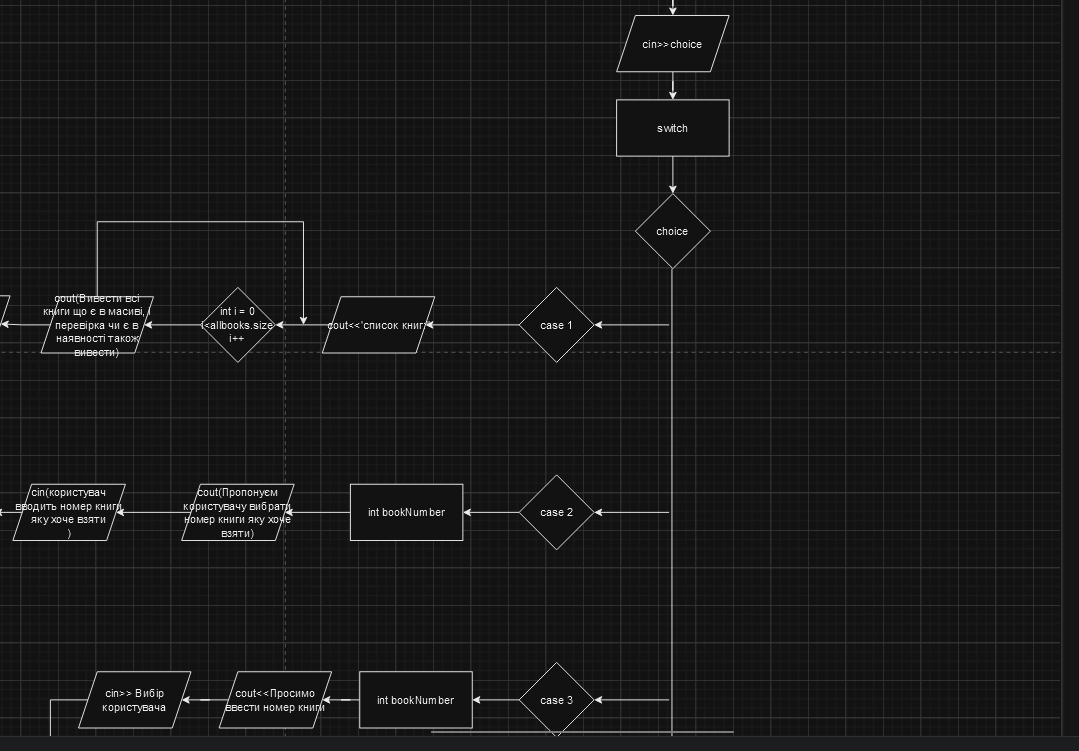 cin>>choice
switch
choice
cout(Вивести всі
книги що є в масиві, і
перевірка чи є в
наявності також
вивести)
int i = 0
i<allbooks.size
i++
cout<<'список книг'
case 1
cin(користувач
вводить номер книги
яку хоче взяти
)
cout(Пропонуєм
користувачу вибрати
номер книги яку хоче
взяти)
int bookNumber
case 2
cin>> Вибір
користувача
cout<<Просимо
ввести номер книги
int bookNumber
case 3